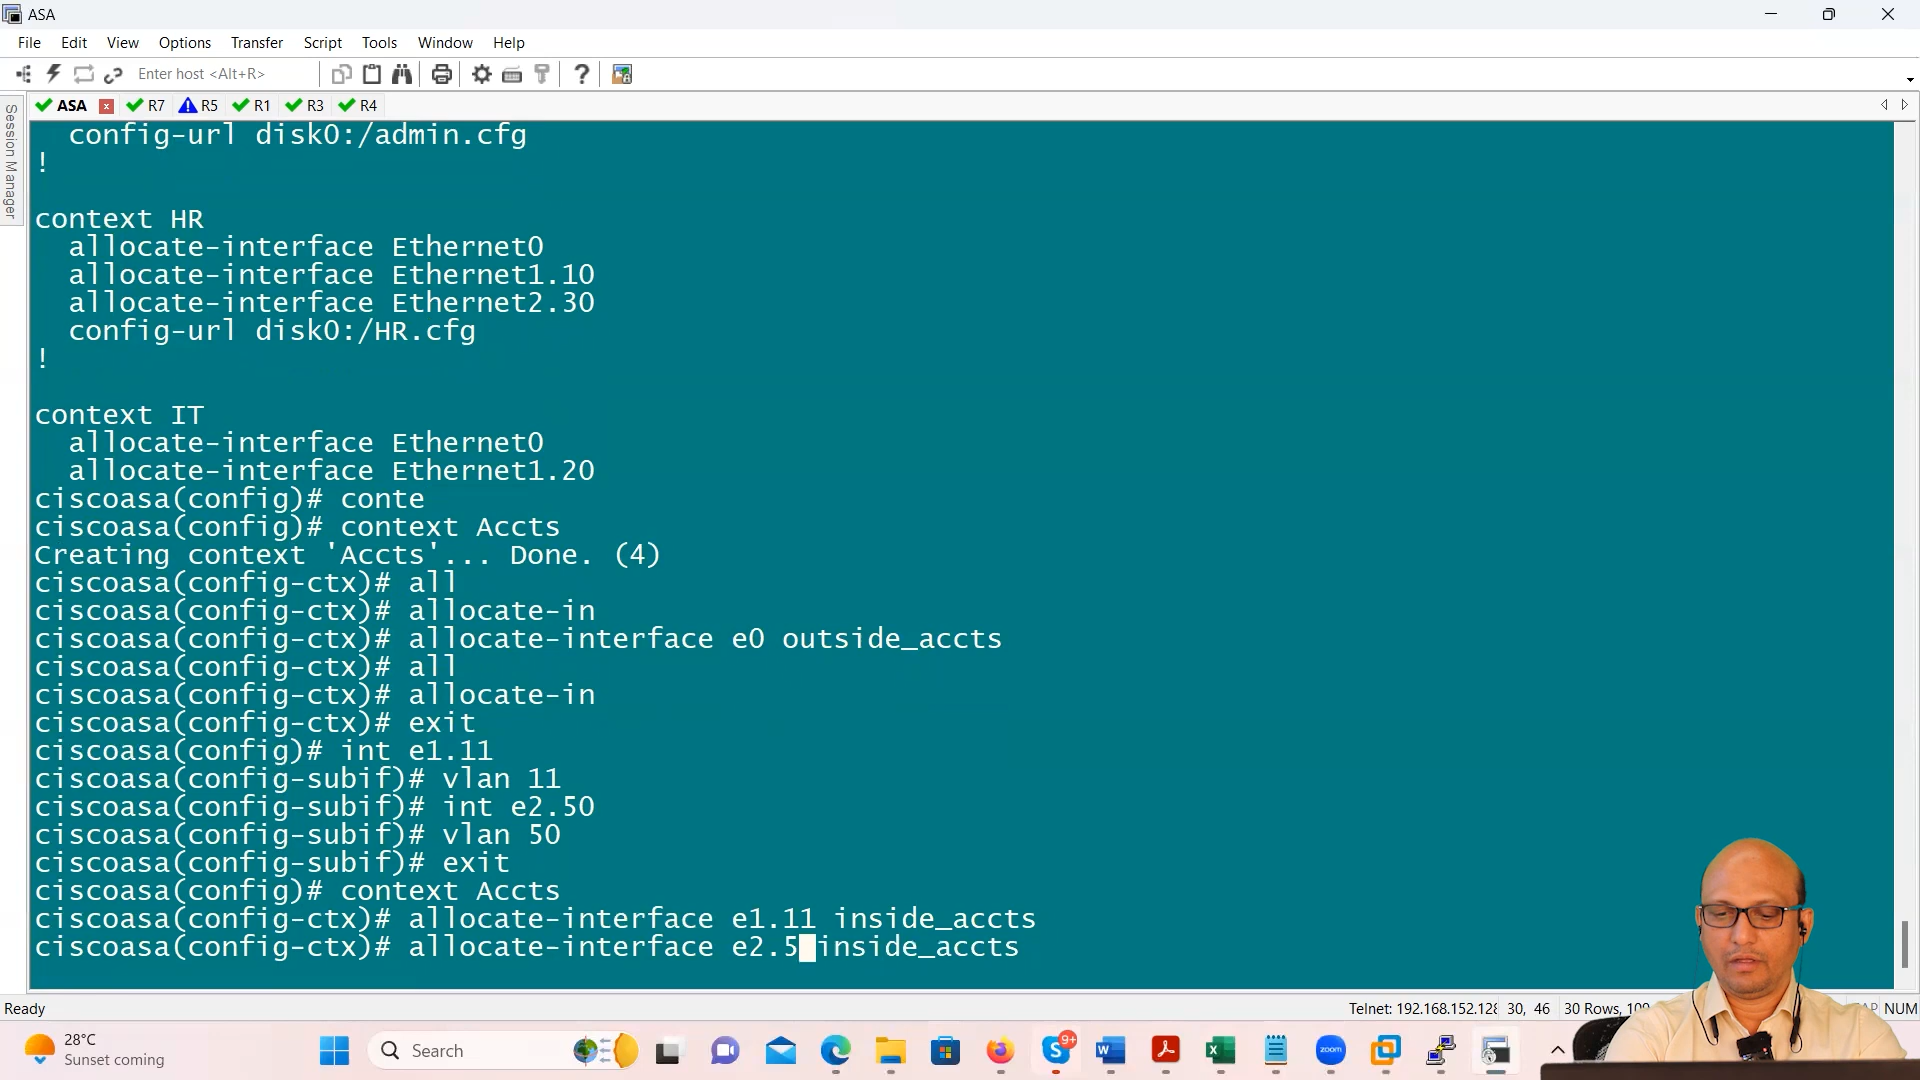 ASA
File Edit View Options Transfer Script Tools Window Help
Enter host <Alt+R>
Session Manager
ASA R7 R5 R1 R3 R4
config-url disk0:/admin.cfg
!
context HR
allocate-interface Ethernet0
allocate-interface Ethernet1.10
allocate-interface Ethernet2.30
config-url disk0:/HR.cfg
!
context IT
allocate-interface Ethernet0
allocate-interface Ethernet1.20
ciscoasa(config)# conte
ciscoasa(config)# context Accts
Creating context 'Accts'... Done. (4)
ciscoasa(config-ctx)# all
ciscoasa(config-ctx)# allocate-in
ciscoasa(config-ctx)# allocate-interface e0 outside_accts
ciscoasa(config-ctx)# all
ciscoasa(config-ctx)# allocate-in
ciscoasa(config-ctx)# exit
ciscoasa(config)# int e1.11
ciscoasa(config-subif)# vlan 11
ciscoasa(config-subif)# int e2.50
ciscoasa(config-subif)# vlan 50
ciscoasa(config-subif)# exit
ciscoasa(config)# context Accts
ciscoasa(config-ctx)# allocate-interface e1.11 inside_accts
ciscoasa(config-ctx)# allocate-interface e2.5 inside_accts
Ready Telnet: 192.168.152.128 30, 46 30 Rows, NUM
28°C
Sunset coming
Search
9+
zoom